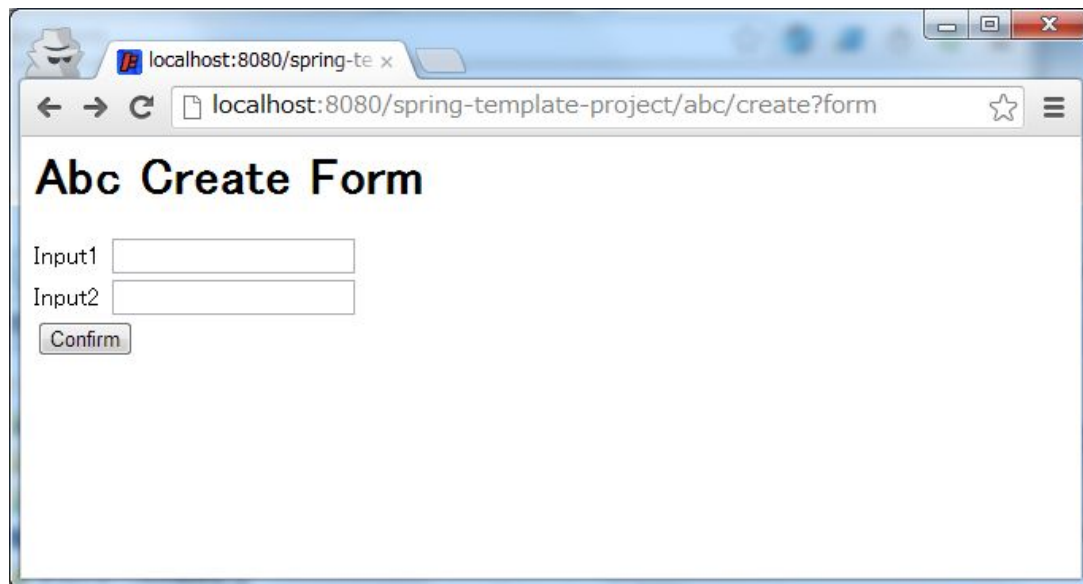 localhost:8080/spring-te
localhost:8080/spring-template-project/abc/create?form
Abc Create Form
Input1
Input2
Confirm